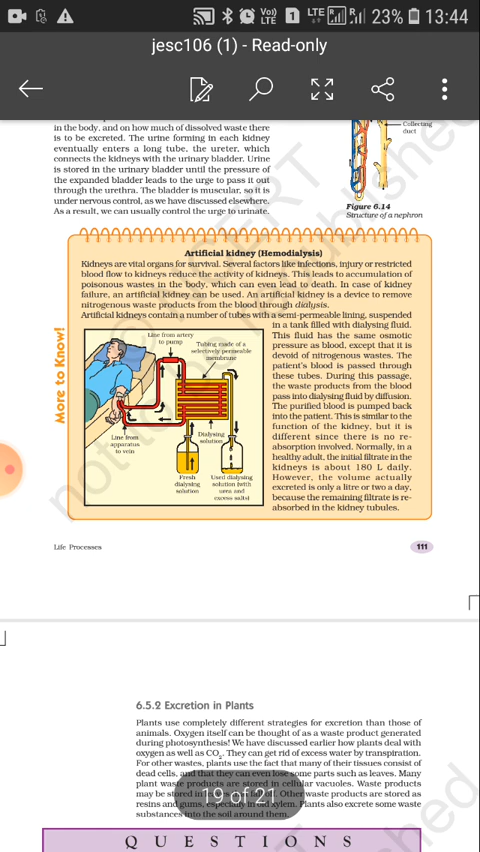 Vo))
LTE 1 LTE R R 23% 13:44
jesc106 (1) - Read-only
in the body, and on how much of dissolved waste there
is to be excreted. The urine forming in each kidney
eventually enters a long tube, the ureter, which
connects the kidneys with the urinary bladder. Urine
is stored in the urinary bladder until the pressure of
the expanded bladder leads to the urge to pass it out
through the urethra. The bladder is muscular, so it is
under nervous control, as we have discussed elsewhere.
As a result, we can usually control the urge to urinate.
Collecting
duct
Figure 6.14
Structure of a nephron
More to Know!
Artificial kidney (Hemodialysis)
Kidneys are vital organs for survival. Several factors like infections, injury or restricted
blood flow to kidneys reduce the activity of kidneys. This leads to accumulation of
poisonous wastes in the body, which can even lead to death. In case of kidney
failure, an artificial kidney can be used. An artificial kidney is a device to remove
nitrogenous waste products from the blood through dialysis.
Artificial kidneys contain a number of tubes with a semi-permeable lining, suspended
in a tank filled with dialysing fluid.
This fluid has the same osmotic
pressure as blood, except that it is
devoid of nitrogenous wastes. The
patient's blood is passed through
these tubes. During this passage,
the waste products from the blood
pass into dialysing fluid by diffusion.
The purified blood is pumped back
into the patient. This is similar to the
function of the kidney, but it is
different since there is no re-
absorption involved. Normally, in a
healthy adult, the initial filtrate in the
kidneys is about 180 L daily.
However, the volume actually
excreted is only a litre or two a day,
because the remaining filtrate is re-
absorbed in the kidney tubules.
Line from artery
to pump
Tubing made of a
selectively permeable
membrane
Line from
apparatus
to vein
Dialysing
solution
Fresh
dialysing
solution
Used dialysing
solution (with
urea and
excess salts)
Life Processes
111
6.5.2 Excretion in Plants
Plants use completely different strategies for excretion than those of
animals. Oxygen itself can be thought of as a waste product generated
during photosynthesis! We have discussed earlier how plants deal with
oxygen as well as CO2. They can get rid of excess water by transpiration.
For other wastes, plants use the fact that many of their tissues consist of
dead cells, and that they can even lose some parts such as leaves. Many
plant waste products are stored in cellular vacuoles. Waste products
may be stored in Other waste products are stored as
resins and gums, especially in old xylem. Plants also excrete some waste
substances into the soil around them.
19 of 21
QUESTIONS
© NCERT
not to be republished